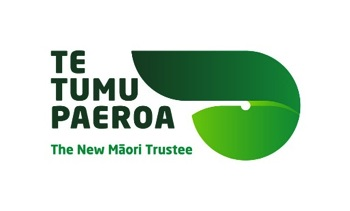 TE
TUMU
PAEROA
The New Māori Trustee